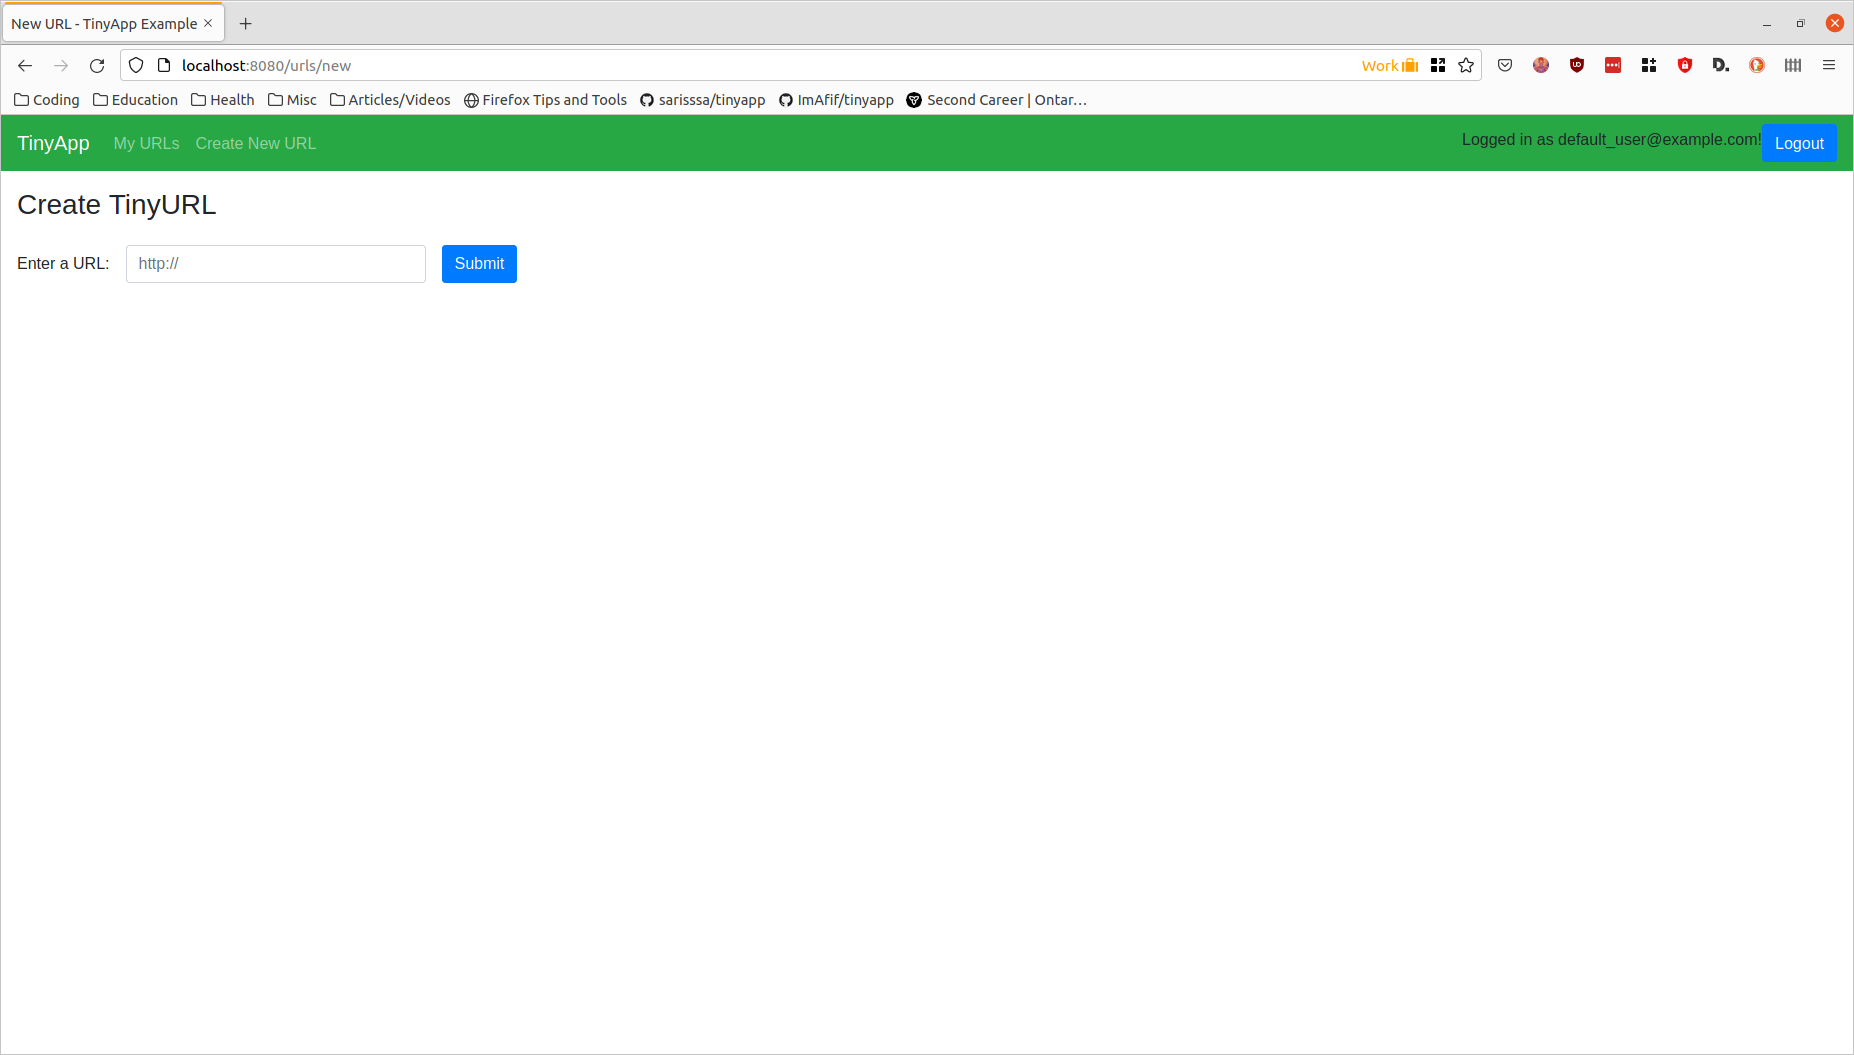 New URL - TinyApp Example
localhost:8080/urls/new
Work
Coding Education Health Misc Articles/Videos Firefox Tips and Tools sarisssa/tinyapp ImAfif/tinyapp Second Career | Ontar…
TinyApp My URLs Create New URL Logged in as default_user@example.com! Logout
Create TinyURL
Enter a URL: http:// Submit